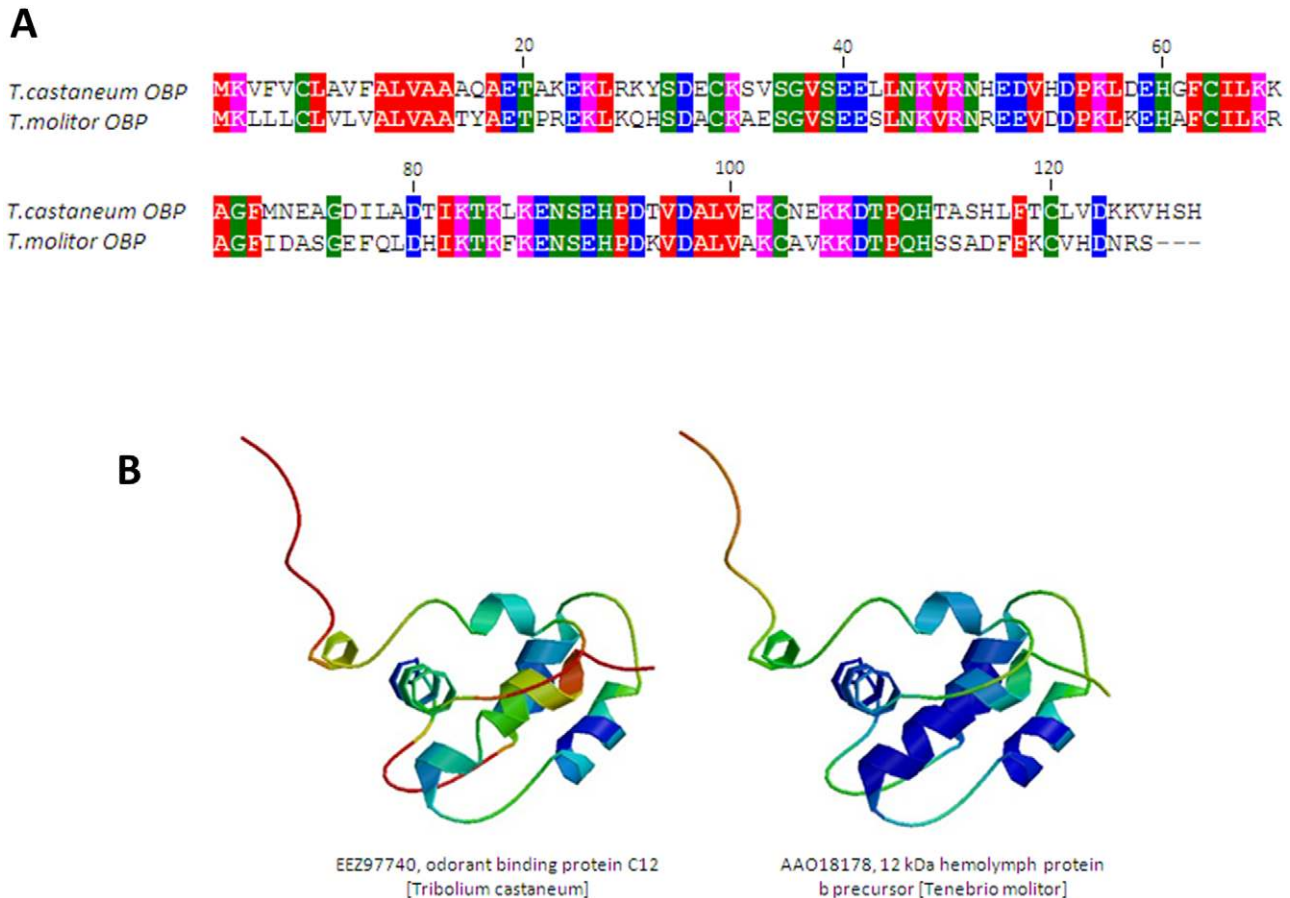 A
20 40 60
T.castaneum OBP MKVFVCLAVFALVAAAQAETAKEKLRKYSDECKSVSGVSEELLNKVRNHEDVHDPKLDEHGFCILKK
T.molitor OBP MKLLLCLVLVALVAATYAETPREKLKQHSDACKAESGVSEESLNKVRNREEVDDPKLKEHAFCILKR
80 100 120
T.castaneum OBP AGFMNEAGDILADTIKTKLKENSEHPDTVDALVEKCNEKKDTPQHTASHLFTCLVDKKVHSH
T.molitor OBP AGFIDASGEFQLDHIKTKFKENSEHPDKVDALVAKCAVKKDTPQHSSADFFKCVHDNRS---
B
EEZ97740, odorant binding protein C12
[Tribolium castaneum]
AAO18178, 12 kDa hemolymph protein
b precursor [Tenebrio molitor]